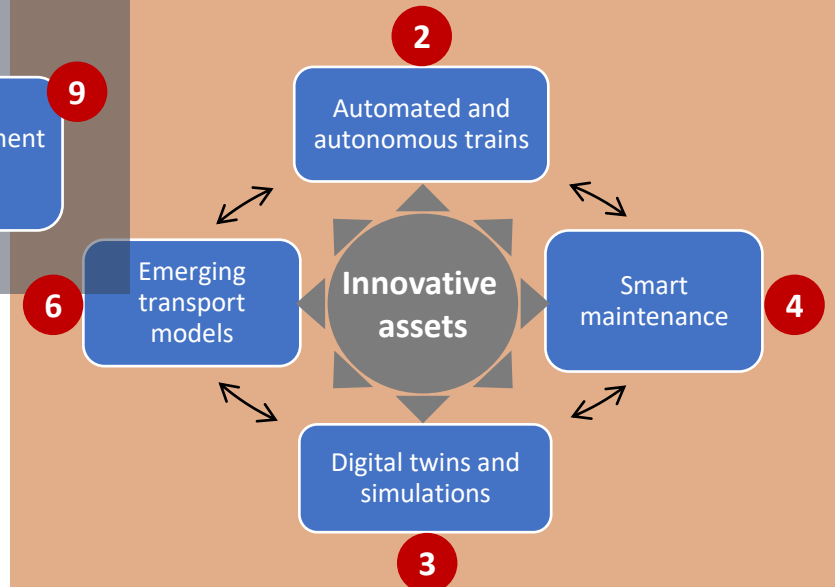 2
9
Automated and
autonomous trains
Emerging
transport
models
6
Innovative
assets
Smart
maintenance
4
Digital twins and
simulations
3